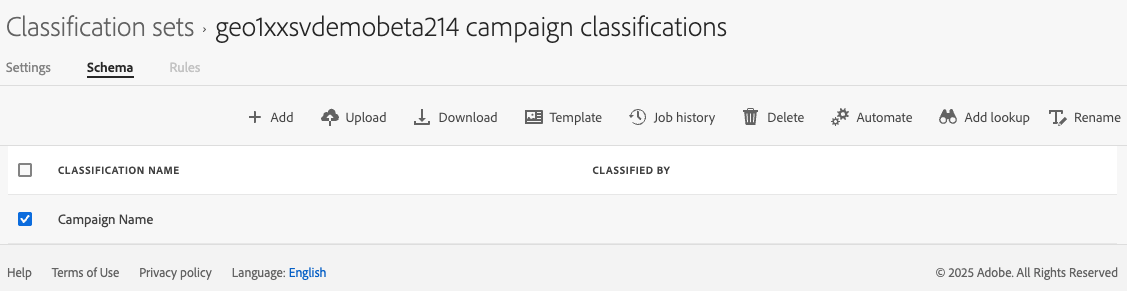 Classification sets › geo1xxsvdemobeta214 campaign classifications
Settings Schema Rules
Add Upload Download Template Job history Delete Automate Add lookup Rename
CLASSIFICATION NAME CLASSIFIED BY
Campaign Name
Help Terms of Use Privacy policy Language: English © 2025 Adobe. All Rights Reserved